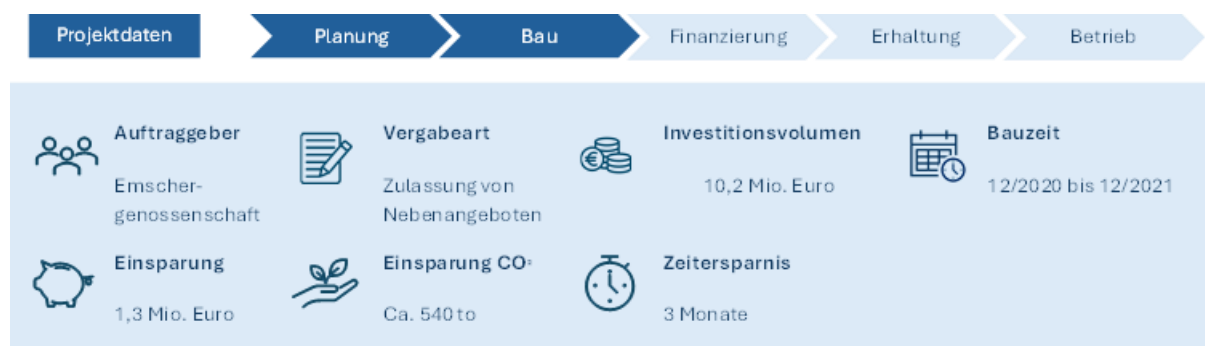 Projektdaten
Planung
Bau
Finanzierung
Erhaltung
Betrieb
Auftraggeber
Emscher-
genossenschaft
Vergabeart
Zulassung von
Nebenangeboten
Investitionsvolumen
10,2 Mio. Euro
Bauzeit
12/2020 bis 12/2021
Einsparung
1,3 Mio. Euro
Einsparung CO²
Ca. 540 to
Zeitersparnis
3 Monate